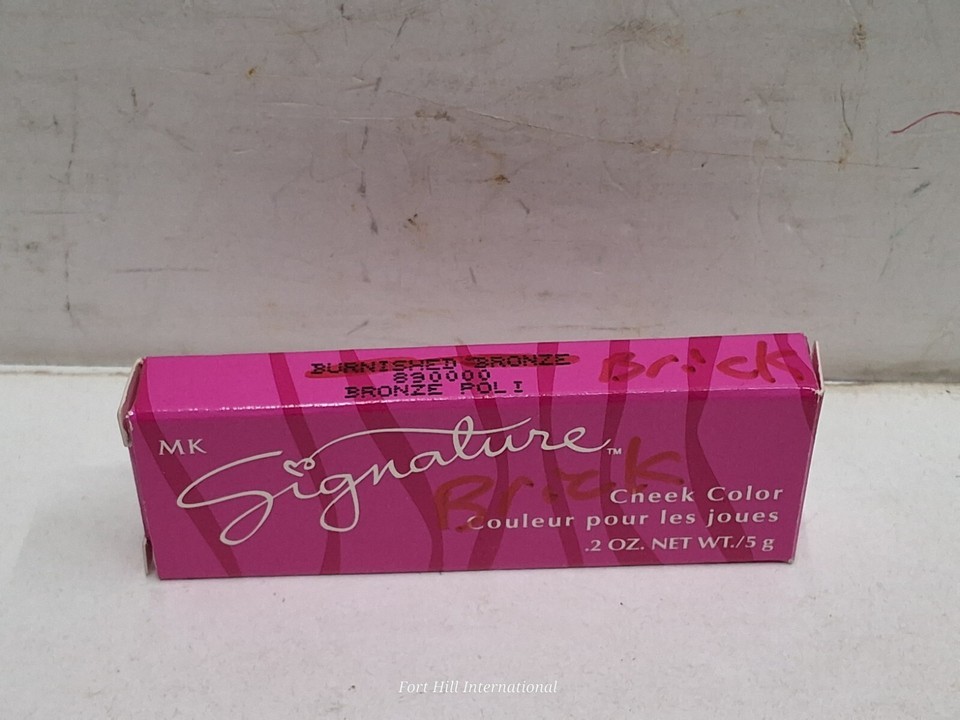 BURNISHED BRONZE
890000
BRONZE POLI
Brick
MK
Signature™
Brick
Cheek Color
Couleur pour les joues
.2 OZ. NET WT./5 g
Fort Hill International